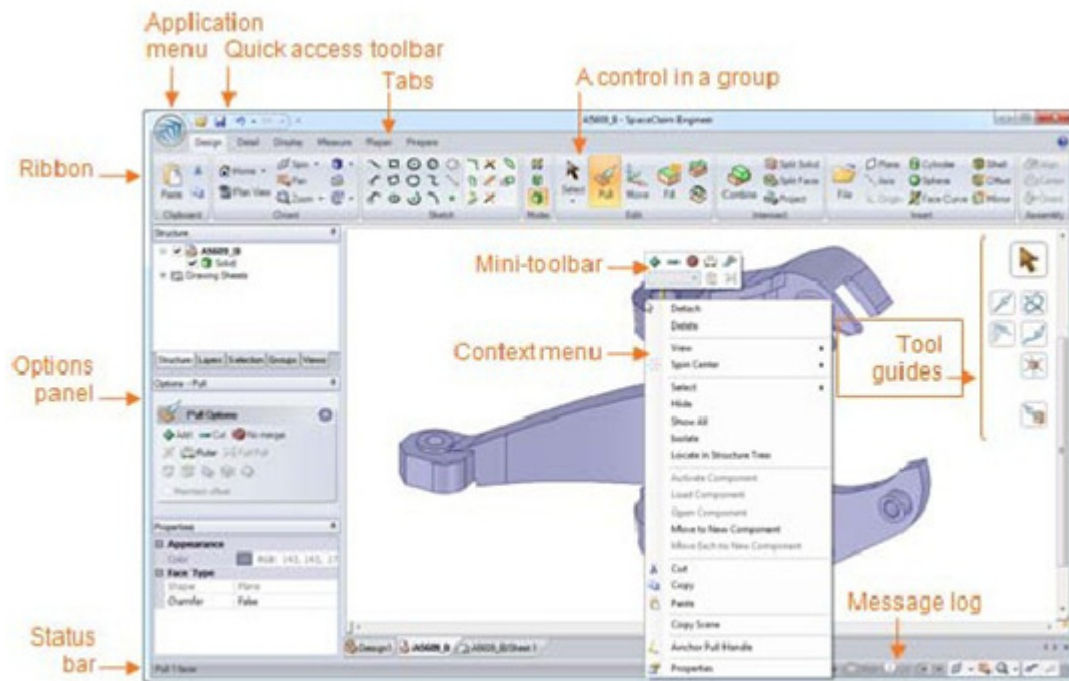 Application
menu
Quick access toolbar
Tabs
A control in a group
A5609_B - SpaceClaim Engineer
Design Detail Display Measure Repair Prepare
Ribbon
Paste
Home
Plan View
Spin
Pan
Zoom
Select
Pull
Move
Fill
Combine
Split Solid
Split Faces
Project
File
Plane
Axis
Origin
Cylinder
Sphere
Face Curve
Shell
Offset
Mirror
Clipboard Orient Sketch Mode Edit Intersect Insert Assembly
Structure
A5609_B
Solid
Drawing Sheets
Structure Layers Selection Groups Views
Options
panel
Options - Pull
Pull Options
Add Cut No merge
Ruler Full Pull
Maintain offset
Properties
Appearance
Color
Face Type
Shape Plane
Chamfer False
Mini-toolbar
Context menu
Detach
Delete
View
Spin Center
Select
Hide
Show All
Isolate
Locate in Structure Tree
Activate Component
Load Component
Open Component
Move to New Component
Move Each to New Component
Cut
Copy
Paste
Copy Scene
Anchor Pull Handle
Properties
Tool
guides
Message log
Status
bar
Design1 A5609_B A5609_B/Sheet1
Pull 1 face